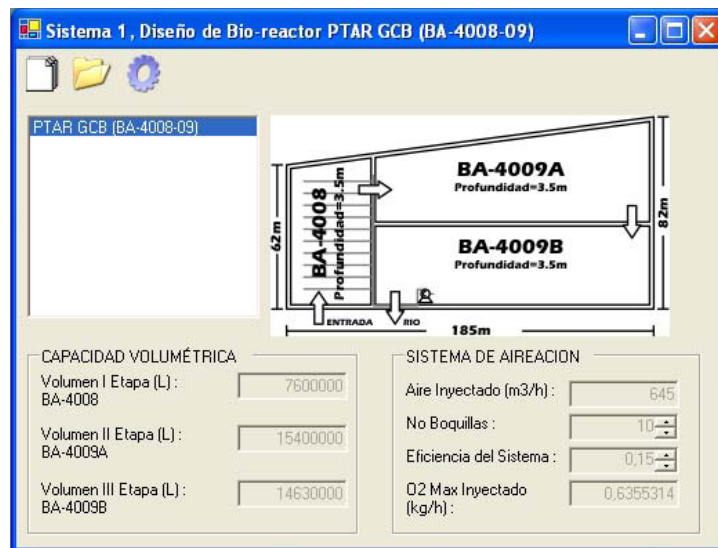 Sistema 1, Diseño de Bio-reactor PTAR GCB (BA-4008-09)
PTAR GCB (BA-4008-09)
BA-4009A
Profundidad=3.5m
BA-4008
Profundidad=3.5m
62m
82m
BA-4009B
Profundidad=3.5m
ENTRADA
RIO
185m
CAPACIDAD VOLUMÉTRICA
Volumen I Etapa (L) :
BA-4008
7600000
Volumen II Etapa (L) :
BA-4009A
15400000
Volumen III Etapa (L) :
BA-4009B
14630000
SISTEMA DE AIREACION
Aire Inyectado (m3/h) :
645
No Boquillas :
10
Eficiencia del Sistema :
0,15
O2 Max Inyectado
(kg/h) :
0,6355314